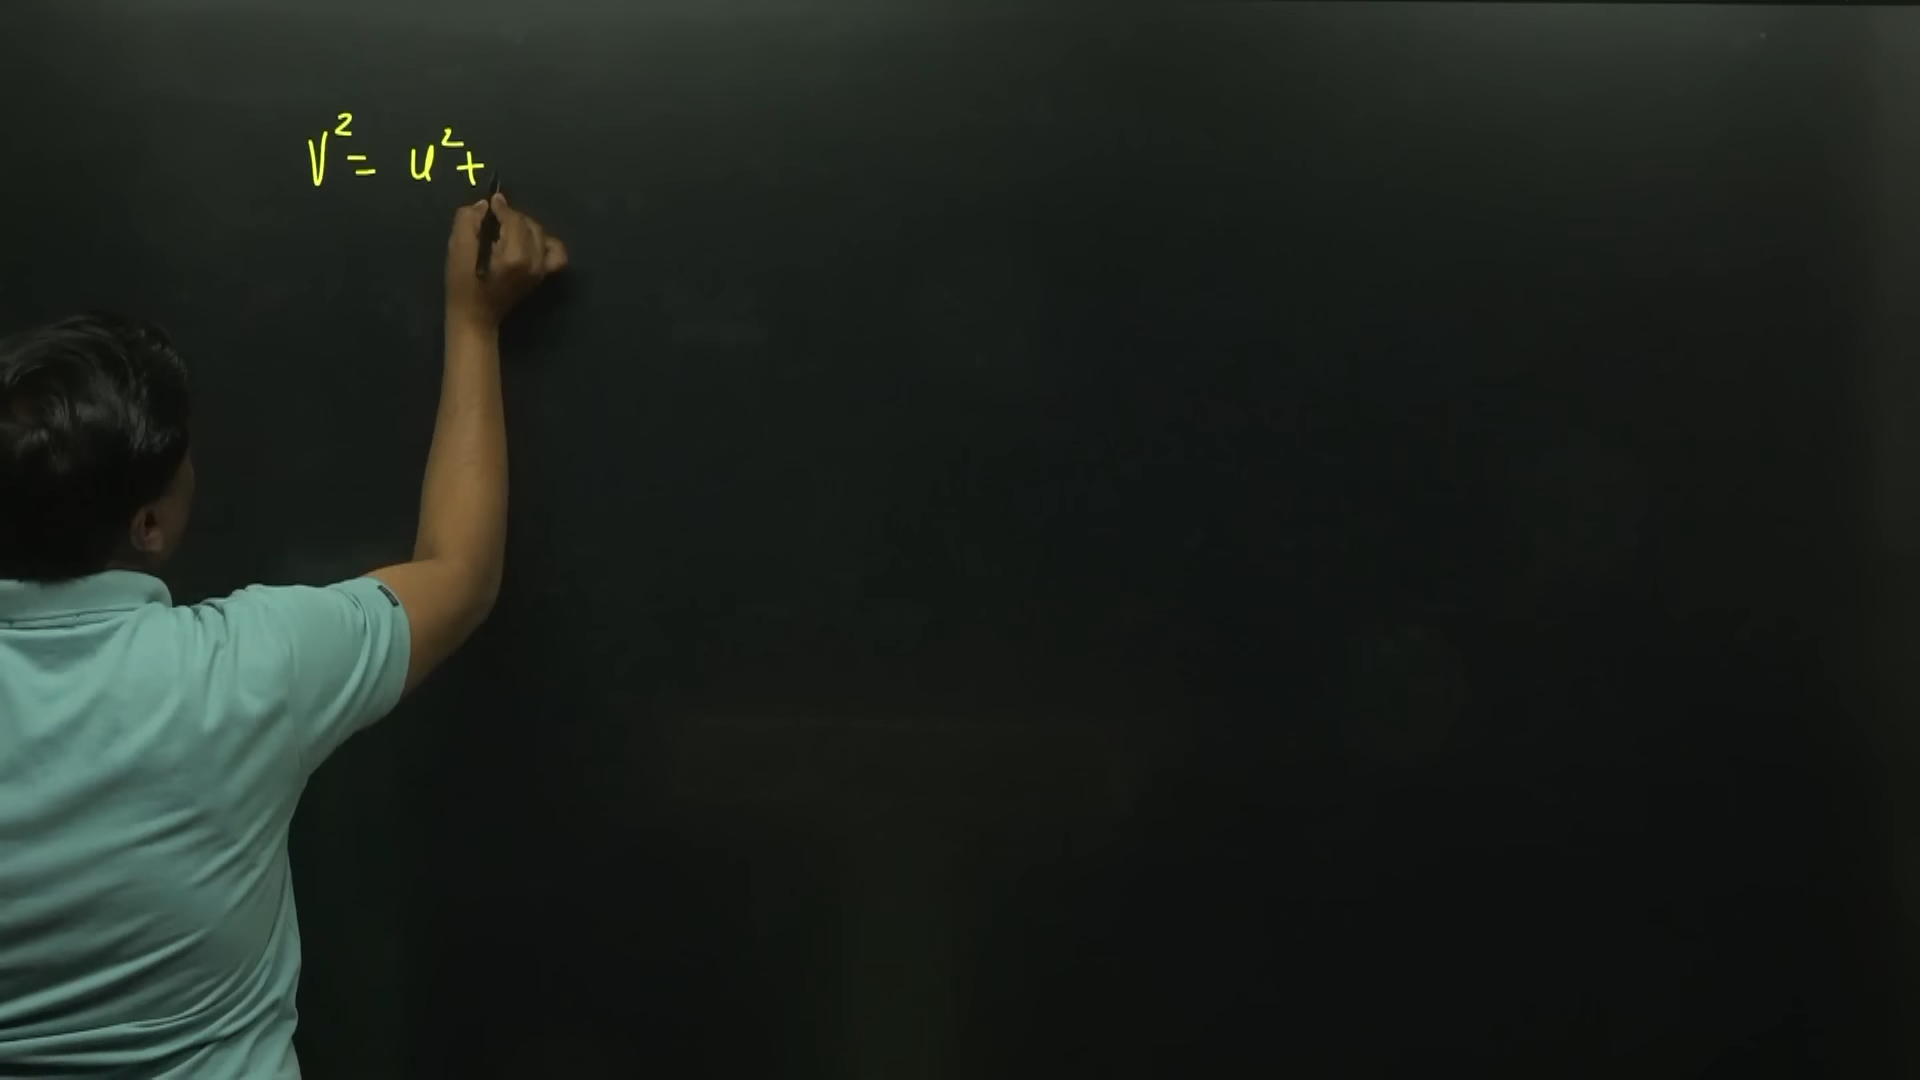 V² = u² +